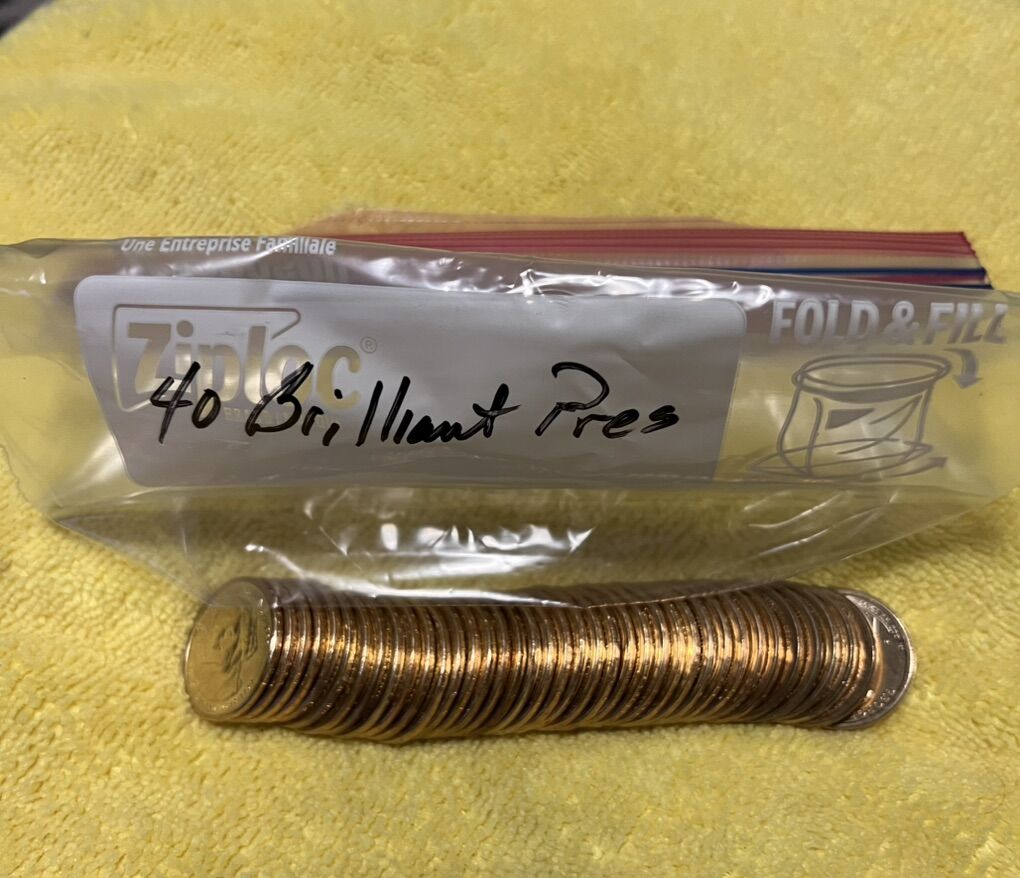 Une Entreprise Familiale
Ziploc®
FOLD & FILL
40 Brilliant Pres